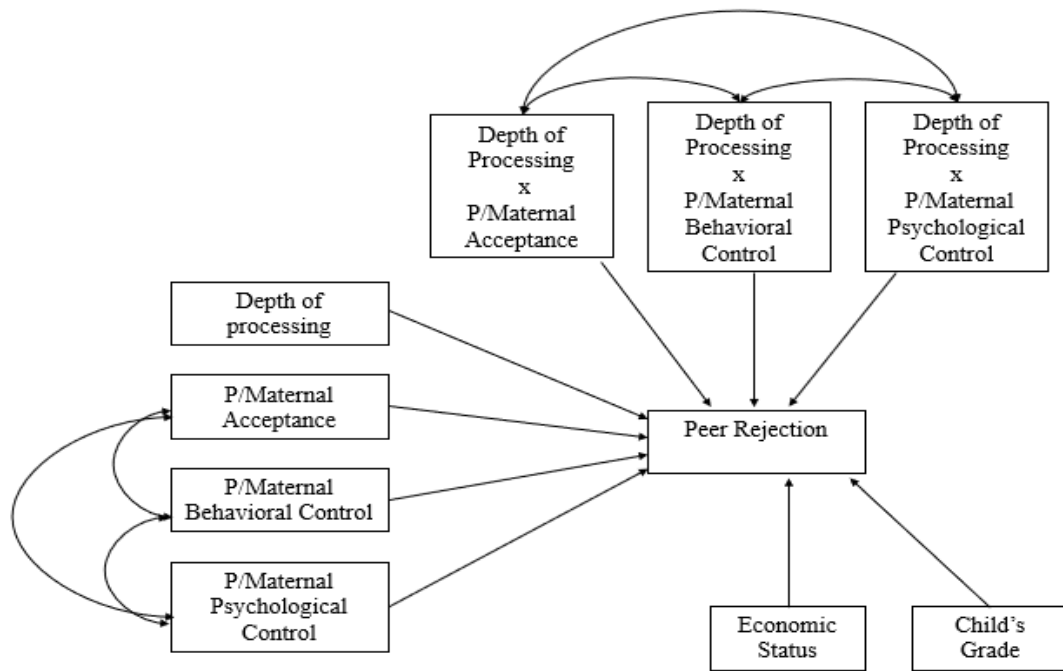 Depth of
Processing
x
P/Maternal
Acceptance
Depth of
Processing
x
P/Maternal
Behavioral
Control
Depth of
Processing
x
P/Maternal
Psychological
Control
Depth of
processing
P/Maternal
Acceptance
P/Maternal
Behavioral Control
P/Maternal
Psychological
Control
Peer Rejection
Economic
Status
Child’s
Grade